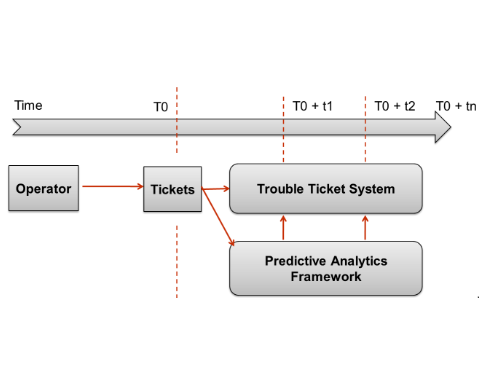 Time
T0
T0 + t1
T0 + t2
T0 + tn
Operator
Tickets
Trouble Ticket System
Predictive Analytics
Framework